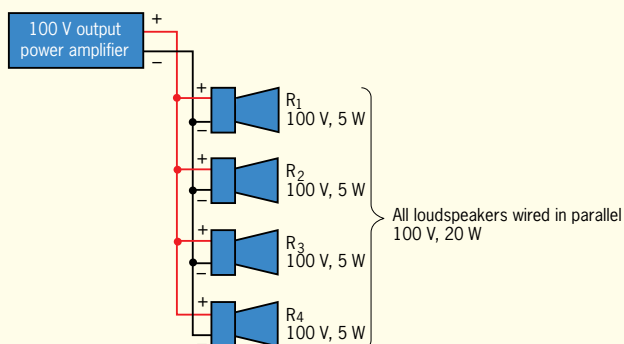 100 V output
power amplifier
+
−
+
−
R1
100 V, 5 W
+
−
R2
100 V, 5 W
All loudspeakers wired in parallel
100 V, 20 W
+
−
R3
100 V, 5 W
+
R4
100 V, 5 W